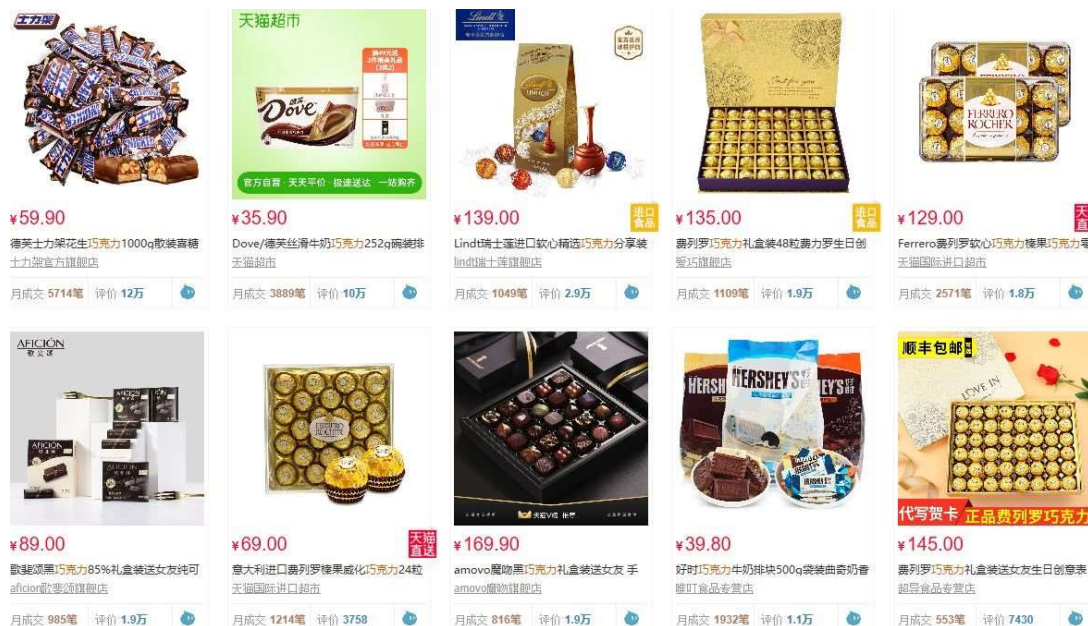 士力架
¥59.90
德芙士力架花生巧克力1000g散装喜糖
士力架官方旗舰店
月成交 5714笔 评价 12万
天猫超市
Dove
官方自营·天天平价·极速送达·一站购齐
¥35.90
Dove/德芙丝滑牛奶巧克力252g碗装排
天猫超市
月成交 3889笔 评价 10万
Lindt
¥139.00
进口
食品
Lindt瑞士莲进口软心精选巧克力分享装
lindt瑞士莲旗舰店
月成交 1049笔 评价 2.9万
¥135.00
进口
食品
费列罗巧克力礼盒装48粒费力罗生日创
爱巧旗舰店
月成交 1109笔 评价 1.9万
FERRERO
ROCHER
¥129.00
Ferrero费列罗软心巧克力榛果巧克力零
天猫国际进口超市
月成交 2571笔 评价 1.8万
AFICIÓN
歌斐颂
AFICIÓN
¥89.00
歌斐颂黑巧克力85%礼盒装送女友纯可
aficion歌斐颂旗舰店
月成交 985笔 评价 1.9万
FERRERO
ROCHER
¥69.00
天猫
直送
意大利进口费列罗榛果威化巧克力24粒
天猫国际进口超市
月成交 1214笔 评价 3758
¥169.90
amovo魔吻黑巧克力礼盒装送女友 手
amovo魔吻旗舰店
月成交 816笔 评价 1.9万
HERSH HERSHEY'S EY'S
¥39.80
好时巧克力牛奶排块500g袋装曲奇奶香
唯叮食品专营店
月成交 1932笔 评价 1.1万
顺丰包邮
LOVE IN
代写贺卡 正品费列罗巧克力
¥145.00
费列罗巧克力礼盒装送女友生日创意表
超导食品专营店
月成交 553笔 评价 7430